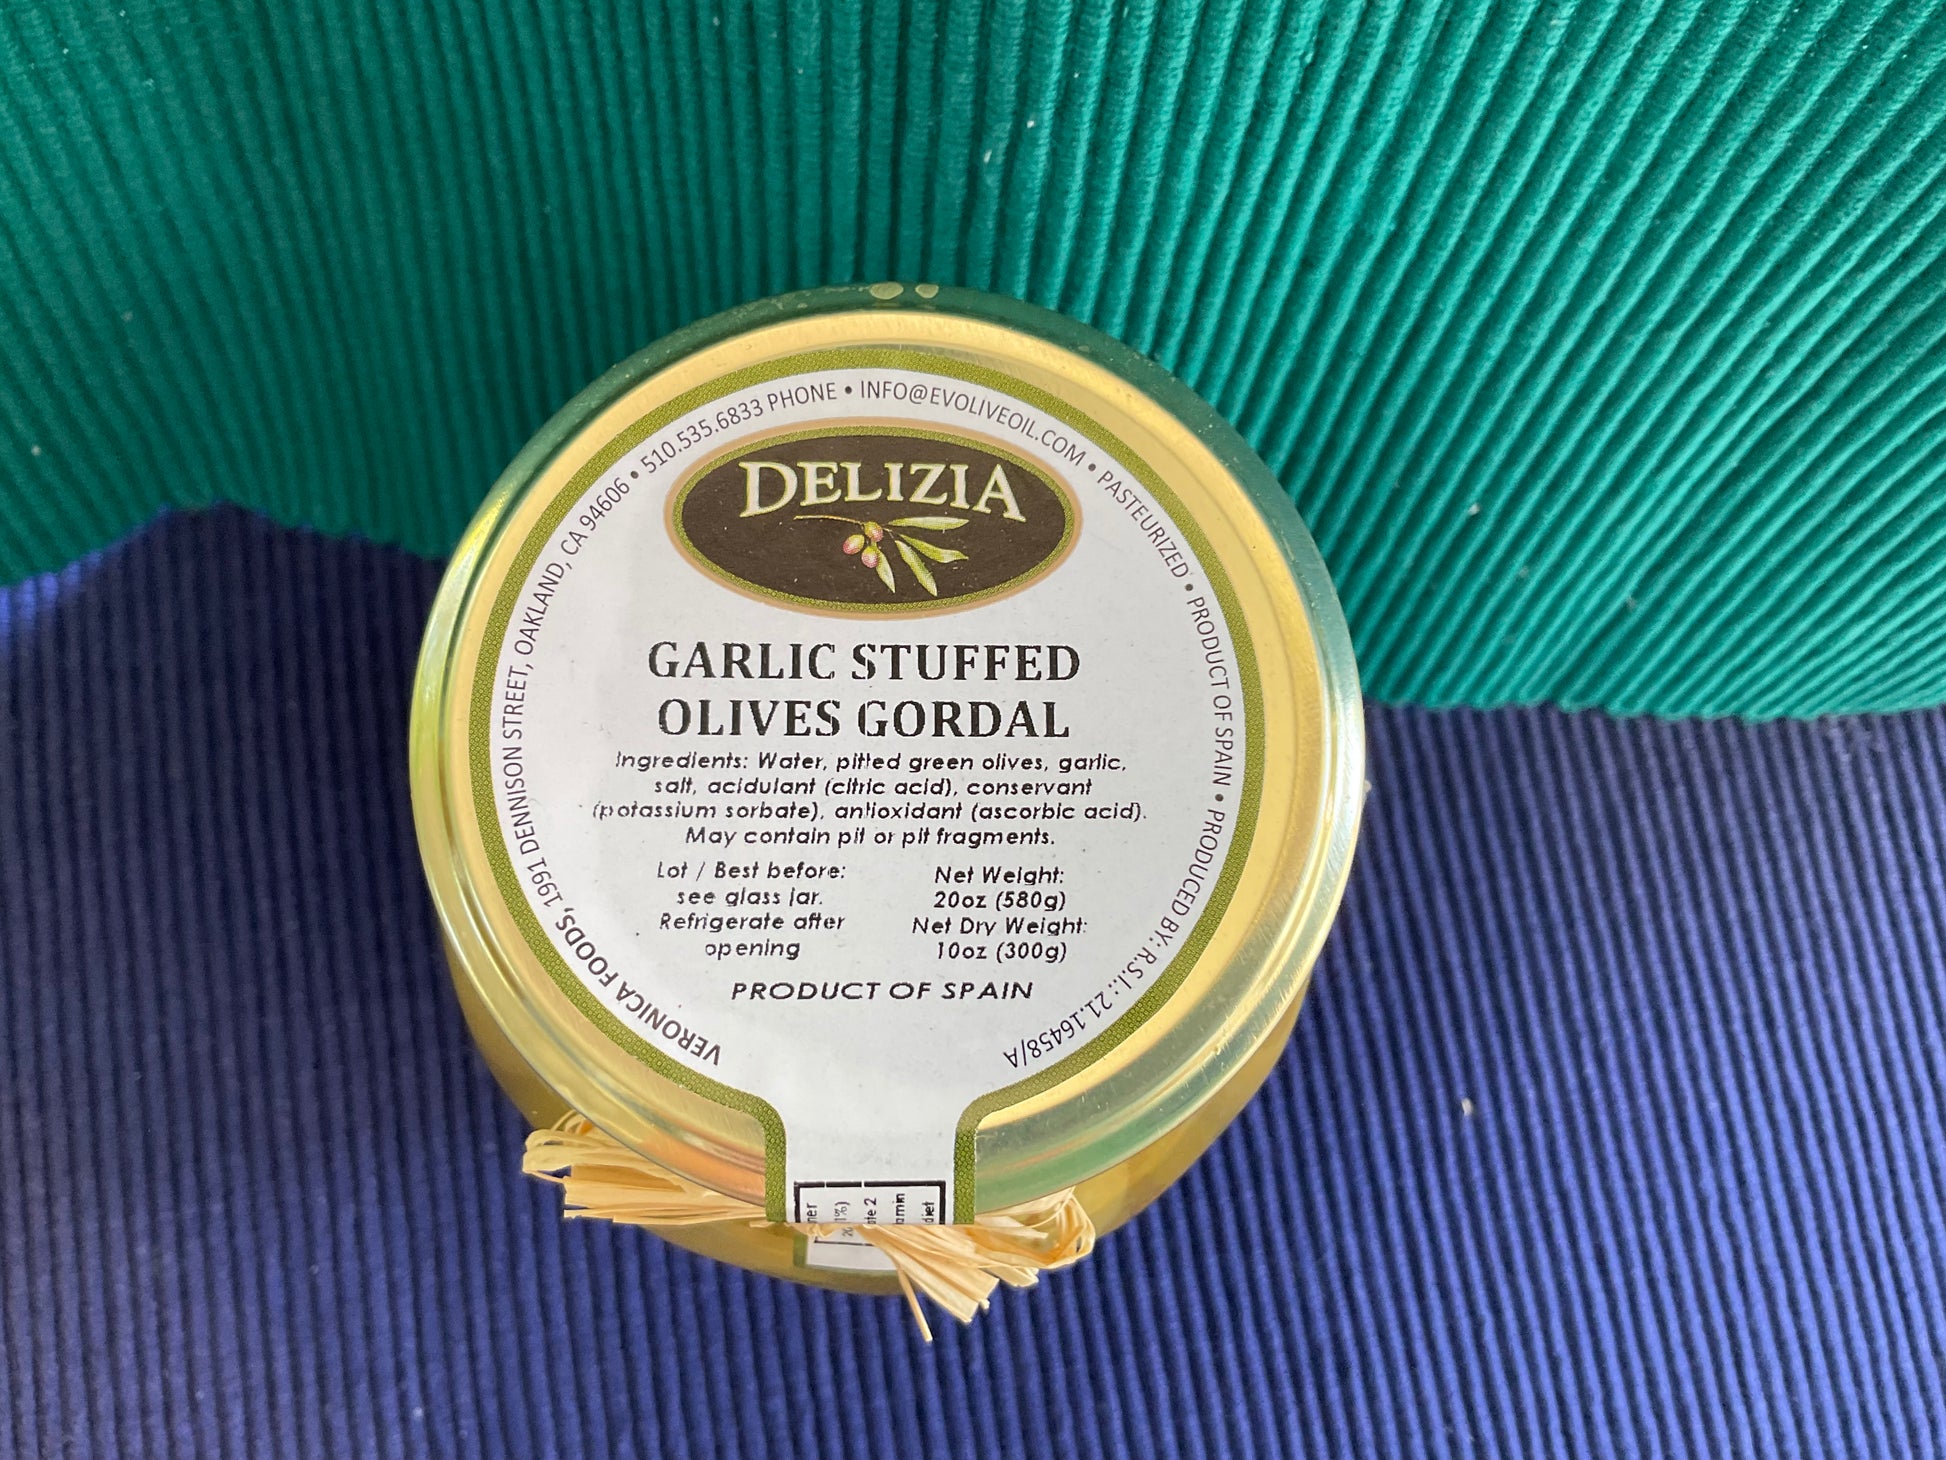 VERONICA FOODS, 1991 DENNISON STREET, OAKLAND, CA 94606 • 510.535.6833 PHONE • INFO@EVOLIVEOIL.COM • PASTEURIZED • PRODUCT OF SPAIN • PRODUCED BY: R.S.I.: 21.16458/A
DELIZIA
GARLIC STUFFED
OLIVES GORDAL
Ingredients: Water, pitted green olives, garlic,
salt, acidulant (citric acid), conservant
(potassium sorbate), antioxidant (ascorbic acid).
May contain pit or pit fragments.
Lot / Best before:
see glass jar.
Refrigerate after
opening
Net Weight:
20oz (580g)
Net Dry Weight:
10oz (300g)
PRODUCT OF SPAIN